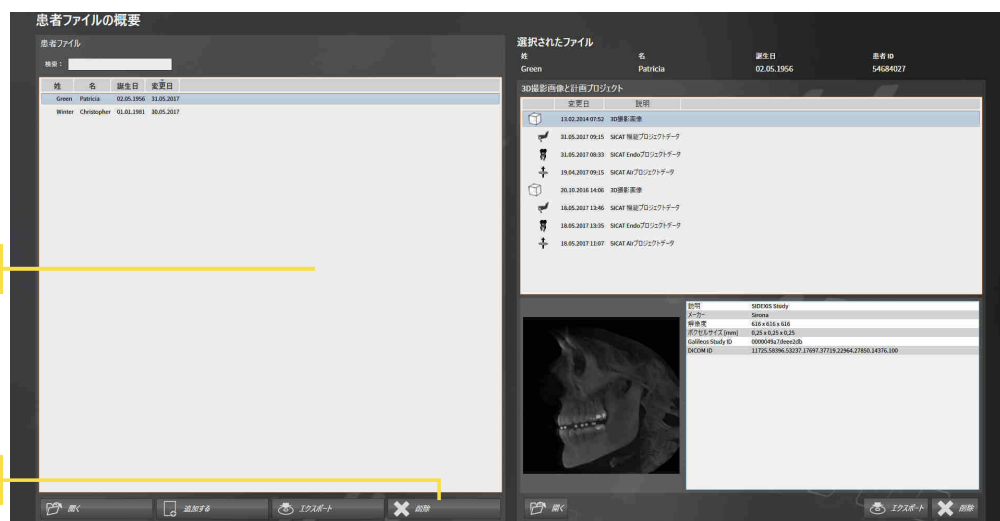 患者ファイルの概要
患者ファイル
検索：
姓 名 誕生日 変更日
Green Patricia 02.05.1956 31.05.2017
Winter Christopher 01.01.1981 30.05.2017
開く
追加する
エクスポート
削除
選択されたファイル
姓 名 誕生日 患者 ID
Green Patricia 02.05.1956 54684027
3D撮影画像と計画プロジェクト
変更日 説明
13.02.2014 07:52 3D撮影画像
31.05.2017 09:15 SICAT 機能プロジェクトデータ
31.05.2017 08:33 SICAT Endoプロジェクトデータ
19.04.2017 09:15 SICAT Airプロジェクトデータ
20.10.2016 14:06 3D撮影画像
18.05.2017 13:46 SICAT 機能プロジェクトデータ
18.05.2017 13:35 SICAT Endoプロジェクトデータ
18.05.2017 11:07 SICAT Airプロジェクトデータ
説明 SIDEXIS Study
メーカー Sirona
解像度 616 x 616 x 616
ボクセルサイズ [mm] 0,25 x 0,25 x 0,25
Galileos Study ID 0000049a7deee2db
DICOM ID 11725.58396.53237.17697.37719.22964.27850.14376.100
開く
エクスポート
削除